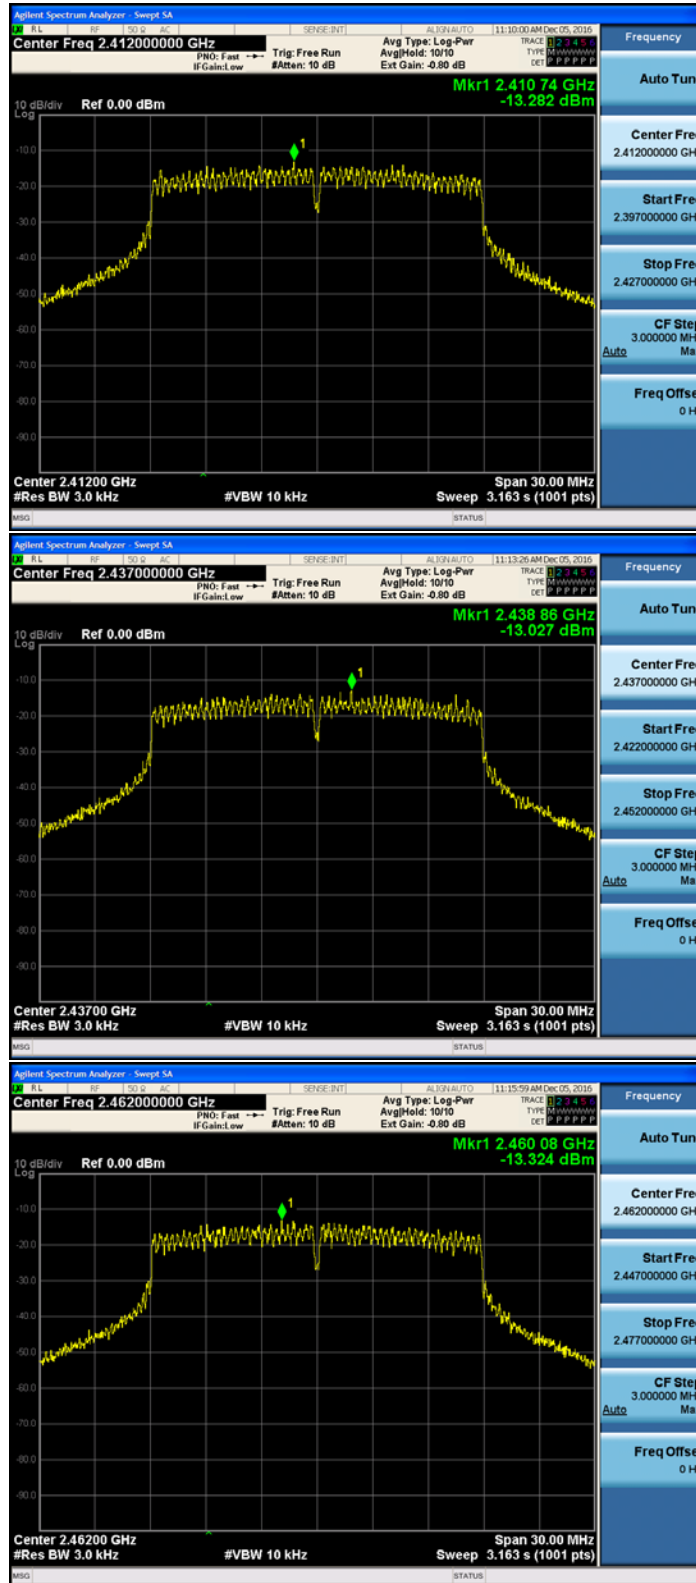 Agilent Spectrum Analyzer - Swept SA
RL RF 50 Ω AC SENSE:INT ALIGNAUTO 11:10:00 AM Dec 05, 2016
Center Freq 2.412000000 GHz
PNO: Fast
IFGain:Low
Trig: Free Run
#Atten: 10 dB
Avg Type: Log-Pwr
Avg|Hold: 10/10
Ext Gain: -0.80 dB
TRACE 1 2 3 4 5 6
TYPE M
DET P P P P P P
Mkr1 2.410 74 GHz
-13.282 dBm
10 dB/div Ref 0.00 dBm
Log
1
-10.0
-20.0
-30.0
-40.0
-50.0
-60.0
-70.0
-80.0
-90.0
Center 2.41200 GHz Span 30.00 MHz
#Res BW 3.0 kHz #VBW 10 kHz Sweep 3.163 s (1001 pts)
MSG STATUS
Frequency
Auto Tun
Center Fre
2.412000000 GH
Start Fre
2.397000000 GH
Stop Fre
2.427000000 GH
CF Ste
3.000000 MH
Auto Ma
Freq Offse
0 H
Agilent Spectrum Analyzer - Swept SA
RL RF 50 Ω AC SENSE:INT ALIGNAUTO 11:13:26 AM Dec 05, 2016
Center Freq 2.437000000 GHz
PNO: Fast
IFGain:Low
Trig: Free Run
#Atten: 10 dB
Avg Type: Log-Pwr
Avg|Hold: 10/10
Ext Gain: -0.80 dB
TRACE 1 2 3 4 5 6
TYPE M
DET P P P P P P
Mkr1 2.438 86 GHz
-13.027 dBm
10 dB/div Ref 0.00 dBm
Log
1
-10.0
-20.0
-30.0
-40.0
-50.0
-60.0
-70.0
-80.0
-90.0
Center 2.43700 GHz Span 30.00 MHz
#Res BW 3.0 kHz #VBW 10 kHz Sweep 3.163 s (1001 pts)
MSG STATUS
Frequency
Auto Tun
Center Fre
2.437000000 GH
Start Fre
2.422000000 GH
Stop Fre
2.452000000 GH
CF Ste
3.000000 MH
Auto Ma
Freq Offse
0 H
Agilent Spectrum Analyzer - Swept SA
RL RF 50 Ω AC SENSE:INT ALIGNAUTO 11:15:59 AM Dec 05, 2016
Center Freq 2.462000000 GHz
PNO: Fast
IFGain:Low
Trig: Free Run
#Atten: 10 dB
Avg Type: Log-Pwr
Avg|Hold: 10/10
Ext Gain: -0.80 dB
TRACE 1 2 3 4 5 6
TYPE M
DET P P P P P P
Mkr1 2.460 08 GHz
-13.324 dBm
10 dB/div Ref 0.00 dBm
Log
1
-10.0
-20.0
-30.0
-40.0
-50.0
-60.0
-70.0
-80.0
-90.0
Center 2.46200 GHz Span 30.00 MHz
#Res BW 3.0 kHz #VBW 10 kHz Sweep 3.163 s (1001 pts)
MSG STATUS
Frequency
Auto Tun
Center Fre
2.462000000 GH
Start Fre
2.447000000 GH
Stop Fre
2.477000000 GH
CF Ste
3.000000 MH
Auto Ma
Freq Offse
0 H